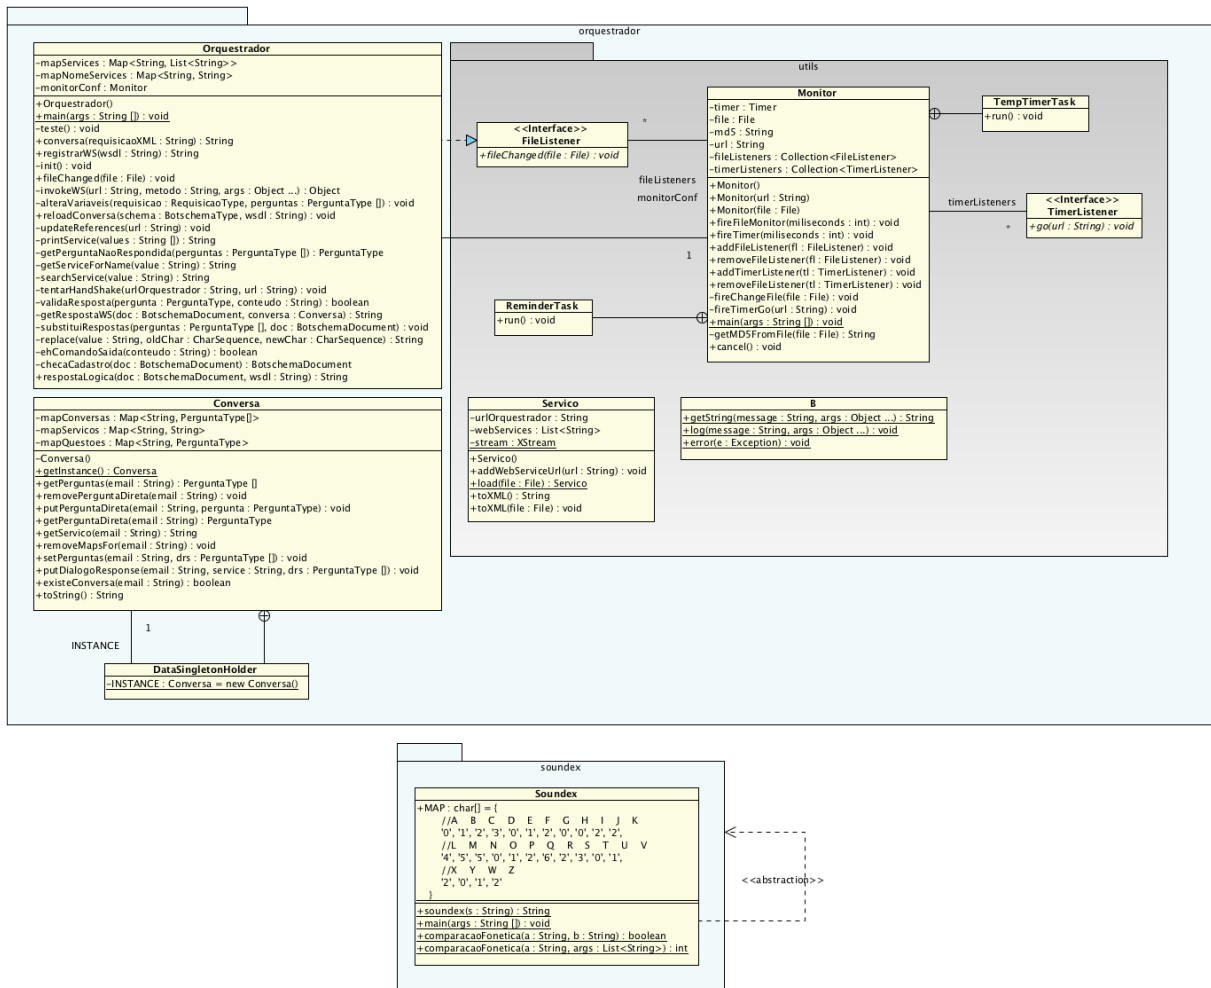 orquestrador
Orquestrador
-mapServices : Map<String, List<String>>
-mapNomeServices : Map<String, String>
-monitorConf : Monitor
+Orquestrador()
+main(args : String []) : void
-teste() : void
+conversa(requisicaoXML : String) : String
+registrarWS(wsdl : String) : String
-init() : void
+fileChanged(file : File) : void
-invokeWS(url : String, metodo : String, args : Object ...) : Object
-alteraVariaveis(requisicao : RequisicaoType, perguntas : PerguntaType []) : void
+reloadConversa(schema : BotschemaType, wsdl : String) : void
-updateReferences(url : String) : void
-printService(values : String []) : String
-getPerguntaNaoRespondida(perguntas : PerguntaType []) : PerguntaType
-getServiceForName(value : String) : String
-searchService(value : String) : String
-tentarHandShake(urlOrquestrador : String, url : String) : void
-validaResposta(pergunta : PerguntaType, conteudo : String) : boolean
-getRespostaWS(doc : BotschemaDocument, conversa : Conversa) : String
-substituiRespostas(perguntas : PerguntaType [], doc : BotschemaDocument) : void
-replace(value : String, oldChar : CharSequence, newChar : CharSequence) : String
-ehComandoSaida(conteudo : String) : boolean
-checaCadastro(doc : BotschemaDocument) : BotschemaDocument
+respostaLogica(doc : BotschemaDocument, wsdl : String) : String
utils
<<Interface>>
FileListener
+fileChanged(file : File) : void
*
fileListeners
monitorConf
1
Monitor
-timer : Timer
-file : File
-md5 : String
-url : String
-fileListeners : Collection<FileListener>
-timerListeners : Collection<TimerListener>
+Monitor()
+Monitor(url : String)
+Monitor(file : File)
+fireFileMonitor(miliseconds : int) : void
+fireTimer(miliseconds : int) : void
+addFileListener(fl : FileListener) : void
+removeFileListener(fl : FileListener) : void
+addTimerListener(tl : TimerListener) : void
+removeFileListener(tl : TimerListener) : void
-fireChangeFile(file : File) : void
-fireTimerGo(url : String) : void
+main(args : String []) : void
-getMD5FromFile(file : File) : String
+cancel() : void
TempTimerTask
+run() : void
timerListeners
*
<<Interface>>
TimerListener
+go(url : String) : void
ReminderTask
+run() : void
Conversa
-mapConversas : Map<String, PerguntaType[]>
-mapServicos : Map<String, String>
-mapQuestoes : Map<String, PerguntaType>
-Conversa()
+getInstance() : Conversa
+getPerguntas(email : String) : PerguntaType []
+removePerguntaDireta(email : String) : void
+putPerguntaDireta(email : String, pergunta : PerguntaType) : void
+getPerguntaDireta(email : String) : PerguntaType
+getServico(email : String) : String
+removeMapsFor(email : String) : void
+setPerguntas(email : String, drs : PerguntaType []) : void
+putDialogoResponse(email : String, service : String, drs : PerguntaType []) : void
+existeConversa(email : String) : boolean
+toString() : String
Servico
-urlOrquestrador : String
-webServices : List<String>
-stream : XStream
+Servico()
+addWebServiceUrl(url : String) : void
+load(file : File) : Servico
+toXML() : String
+toXML(file : File) : void
B
+getString(message : String, args : Object ...) : String
+log(message : String, args : Object ...) : void
+error(e : Exception) : void
1
INSTANCE
DataSingletonHolder
-INSTANCE : Conversa = new Conversa()
soundex
Soundex
+MAP : char[] = {
//A B C D E F G H I J K
'0', '1', '2', '3', '0', '1', '2', '0', '0', '2', '2',
//L M N O P Q R S T U V
'4', '5', '5', '0', '1', '2', '6', '2', '3', '0', '1',
//X Y W Z
'2', '0', '1', '2'
}
+soundex(s : String) : String
+main(args : String []) : void
+comparacaoFonetica(a : String, b : String) : boolean
+comparacaoFonetica(a : String, args : List<String>) : int
<<abstraction>>